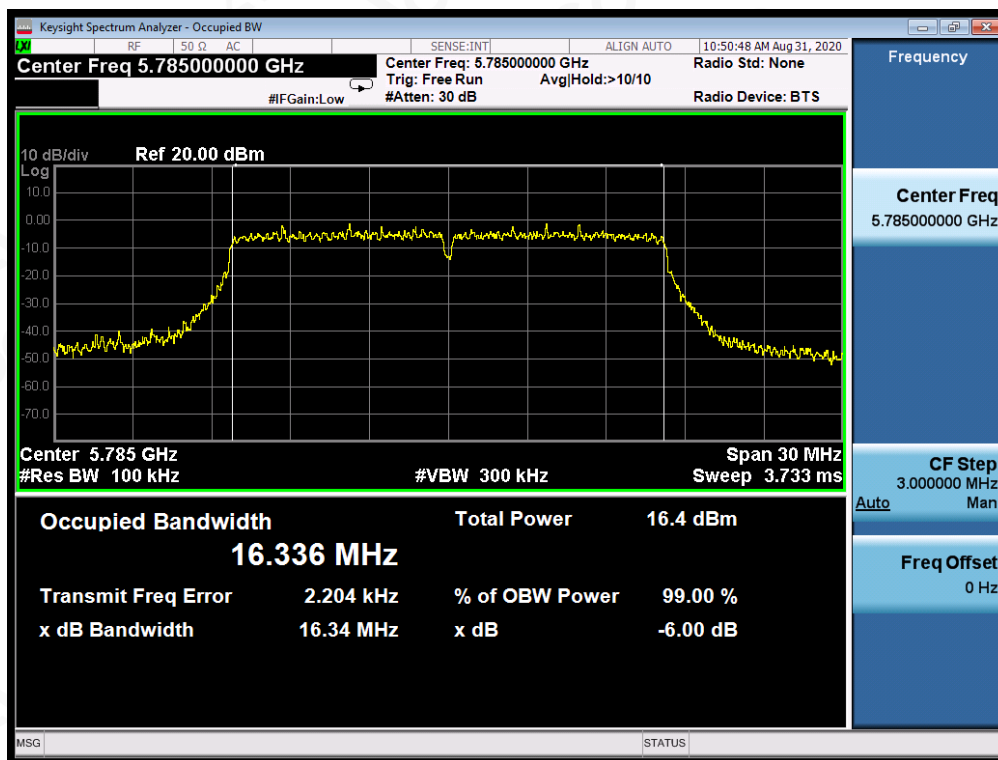 Keysight Spectrum Analyzer - Occupied BW
LXI RF 50 Ω AC SENSE:INT ALIGN AUTO 10:50:48 AM Aug 31, 2020
Center Freq 5.785000000 GHz
Center Freq: 5.785000000 GHz
Radio Std: None
Trig: Free Run Avg|Hold:>10/10
#IFGain:Low
#Atten: 30 dB
Radio Device: BTS
10 dB/div Ref 20.00 dBm
Log
10.0
0.00
-10.0
-20.0
-30.0
-40.0
-50.0
-60.0
-70.0
Center 5.785 GHz
Span 30 MHz
#Res BW 100 kHz
#VBW 300 kHz
Sweep 3.733 ms
Occupied Bandwidth
Total Power 16.4 dBm
16.336 MHz
Transmit Freq Error 2.204 kHz
% of OBW Power 99.00 %
x dB Bandwidth 16.34 MHz
x dB -6.00 dB
Frequency
Center Freq
5.785000000 GHz
CF Step
3.000000 MHz
Auto Man
Freq Offset
0 Hz
MSG
STATUS